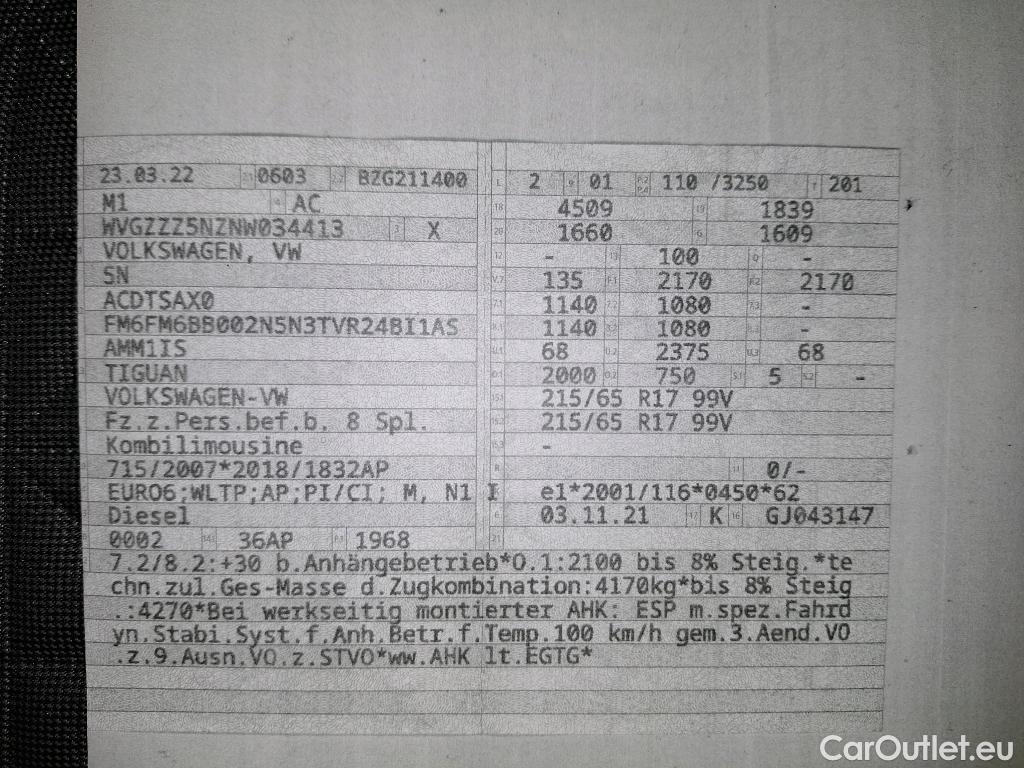 23.03.22 0603 BZG211400
M1 AC
WVGZZZ5NZNW034413 X
VOLKSWAGEN, VW
5N
ACDTSAX0
FM6FM6BB002N5N3TVR24BI1AS
AMM1IS
TIGUAN
VOLKSWAGEN-VW
Fz.z.Pers.bef.b. 8 Spl.
Kombilimousine
715/2007*2018/1832AP
EURO6;WLTP;AP;PI/CI; M, N1 I
Diesel
0002 36AP 1968
2 01 110 /3250 201
4509 1839
1660 1609
- 100 -
135 2170 2170
1140 1080 -
1140 1080 -
68 2375 68
2000 750 5 -
215/65 R17 99V
215/65 R17 99V
-
0/-
e1*2001/116*0450*62
03.11.21 K GJ043147
7.2/8.2:+30 b.Anhängebetrieb*O.1:2100 bis 8% Steig.*te
chn.zul.Ges-Masse d.Zugkombination:4170kg*bis 8% Steig
.:4270*Bei werkseitig montierter AHK: ESP m.spez.Fahrd
yn.Stabi.Syst.f.Anh.Betr.f.Temp.100 km/h gem.3.Aend.VO
.z.9.Ausn.VO.z.STVO*ww.AHK lt.EGTG*
CarOutlet.eu